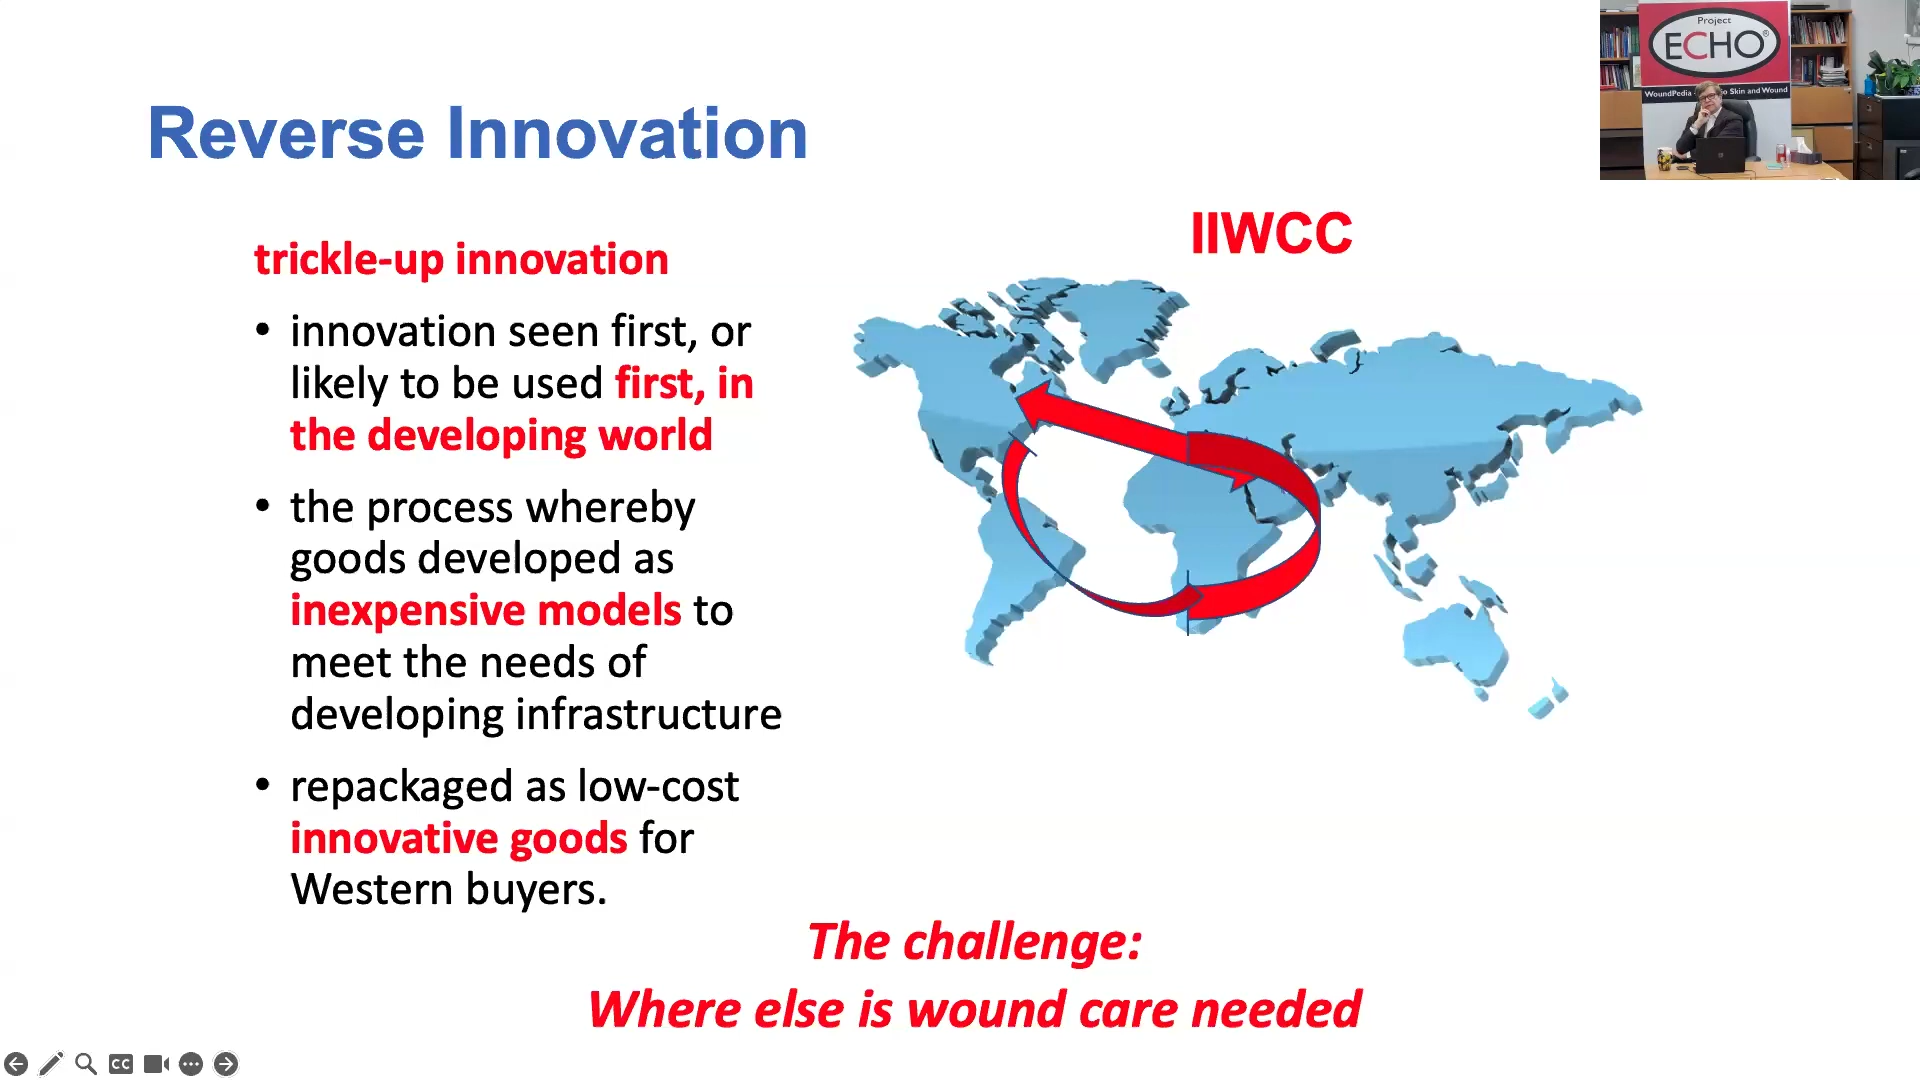 Project
ECHO®
WoundPedia
o Skin and Wound
Reverse Innovation
IIWCC
trickle-up innovation
• innovation seen first, or
likely to be used first, in
the developing world
• the process whereby
goods developed as
inexpensive models to
meet the needs of
developing infrastructure
• repackaged as low-cost
innovative goods for
Western buyers.
The challenge:
Where else is wound care needed
CC